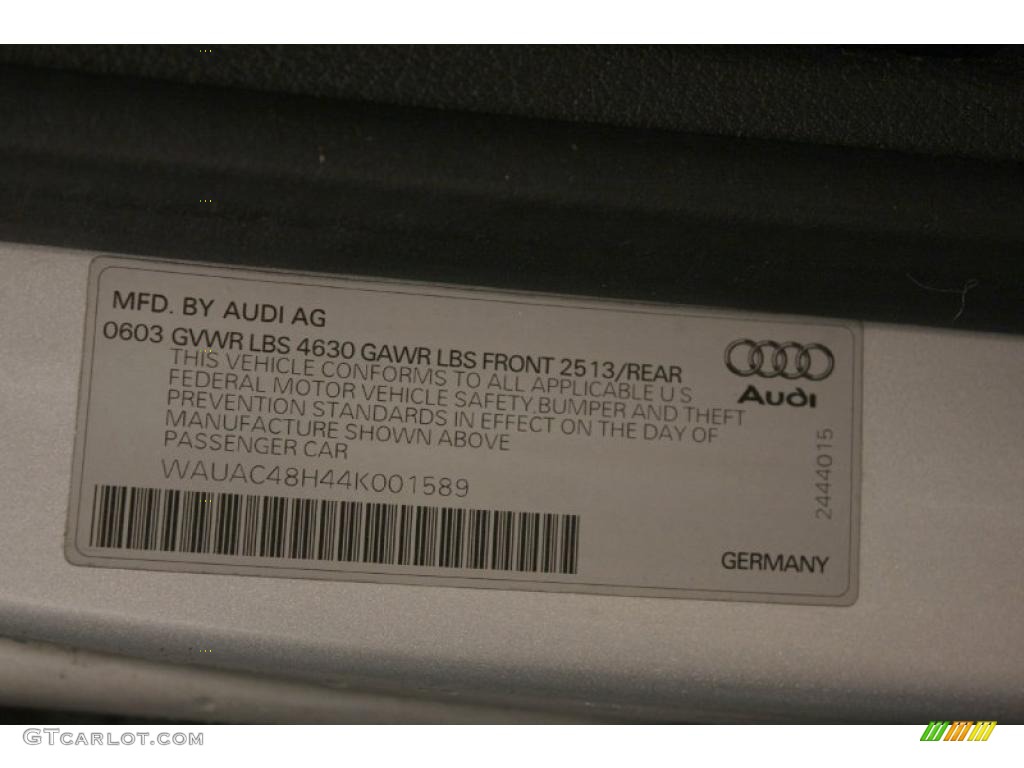 MFD. BY AUDI AG
0603 GVWR LBS 4630 GAWR LBS FRONT 2513/REAR
THIS VEHICLE CONFORMS TO ALL APPLICABLE U S
FEDERAL MOTOR VEHICLE SAFETY.BUMPER AND THEFT
PREVENTION STANDARDS IN EFFECT ON THE DAY OF
MANUFACTURE SHOWN ABOVE
PASSENGER CAR
WAUAC48H44K001589
Audi
2444015
GERMANY
GTCARLOT.COM